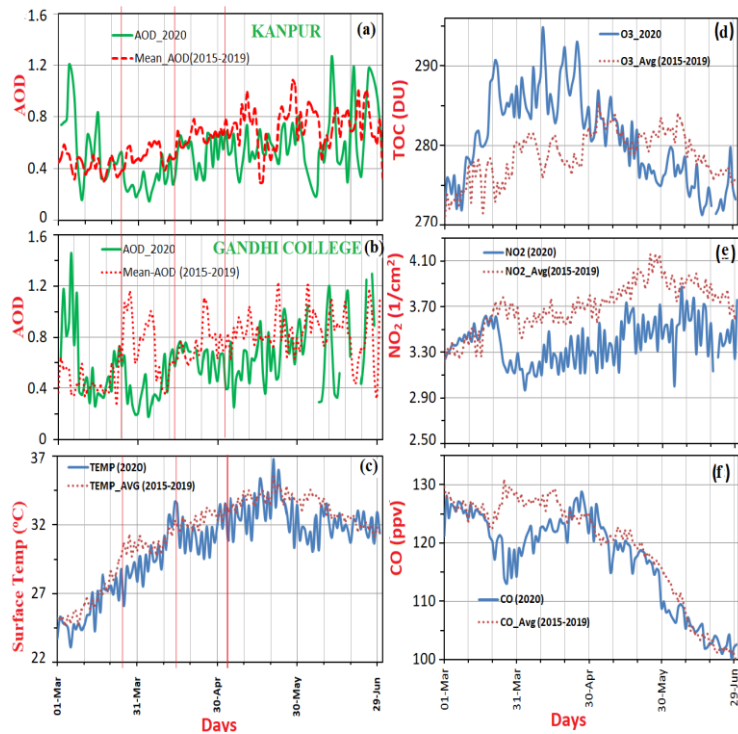 KANPUR
(a)
AOD_2020
Mean_AOD(2015-2019)
AOD
1.6
1.2
0.8
0.4
0
GANDHI COLLEGE
(b)
AOD_2020
Mean-AOD (2015-2019)
AOD
1.6
1.2
0.8
0.4
0
(c)
TEMP (2020)
TEMP_AVG (2015-2019)
Surface Temp (°C)
37
32
27
22
01-Mar
31-Mar
30-Apr
30-May
29-Jun
Days
(d)
O3_2020
O3_Avg (2015-2019)
TOC (DU)
295
290
280
270
(e)
NO2 (2020)
NO2_Avg(2015-2019)
NO₂ (1/cm²)
4.10
3.70
3.30
2.90
2.50
(f)
CO (2020)
CO_Avg (2015-2019)
CO (ppv)
130
120
110
100
01-Mar
31-Mar
30-Apr
30-May
29-Jun
Days